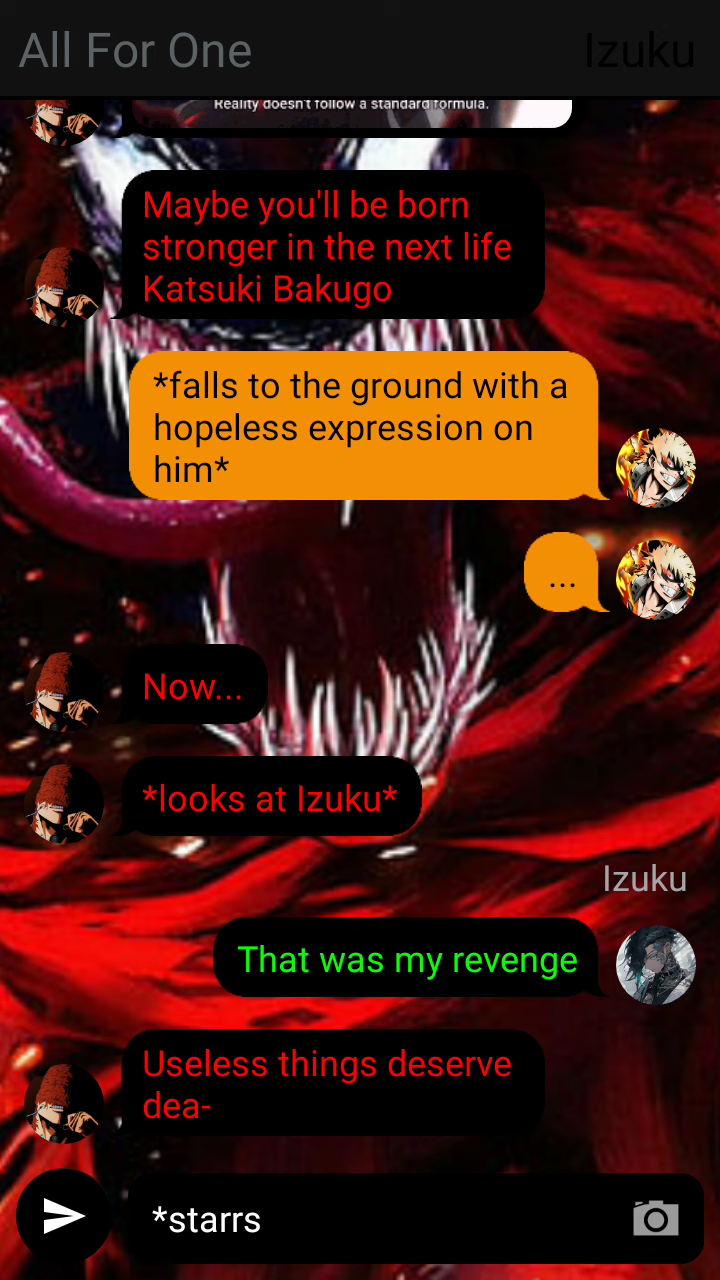 All For One
Izuku
Reality doesn't follow a standard formula.
Maybe you'll be born
stronger in the next life
Katsuki Bakugo
*falls to the ground with a
hopeless expression on
him*
...
Now...
*looks at Izuku*
Izuku
That was my revenge
Useless things deserve
dea-
*starrs